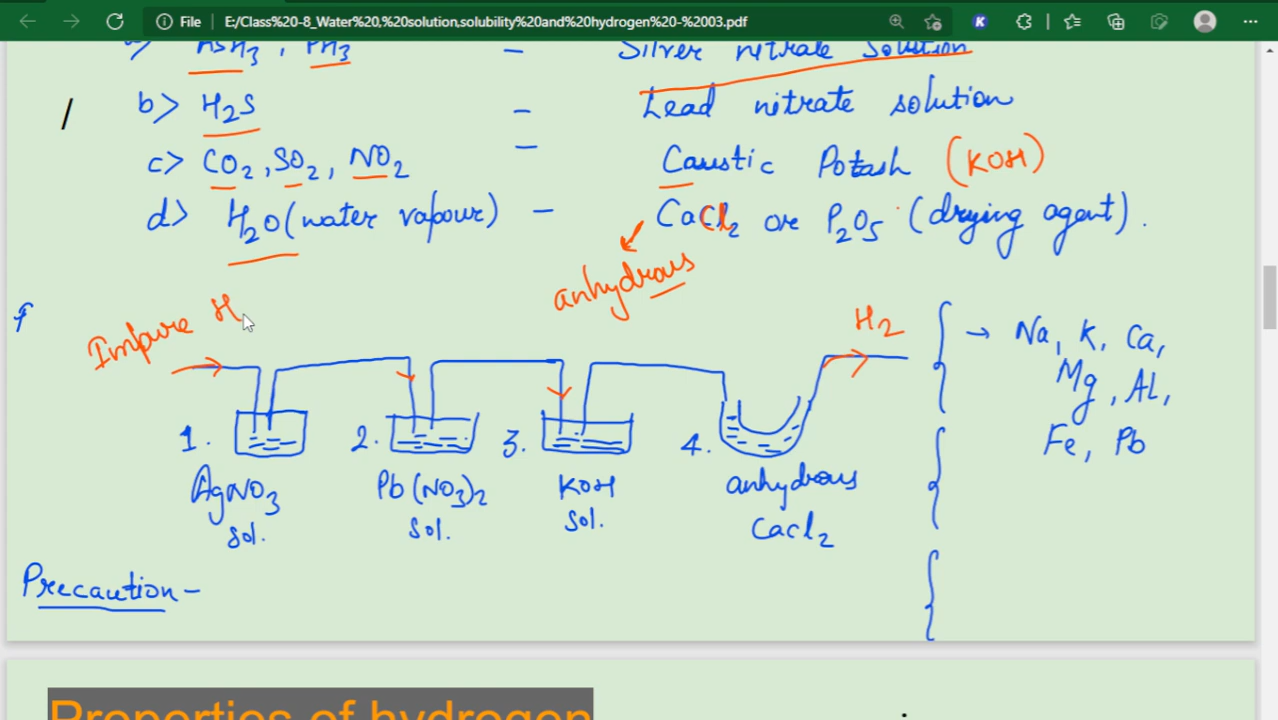 File | E:/Class%20-8_Water%20,%20solution,solubility%20and%20hydrogen%20-%2003.pdf
a> AsH3, PH3 - Silver nitrate solution
/ b> H2S - Lead nitrate solution
c> CO2, SO2, NO2 - Caustic Potash (KOH)
d> H2O (water vapour) - CaCl2 or P2O5 (drying agent).
anhydrous
Impure H
H2
→ Na, K, Ca,
Mg, Al,
Fe, Pb
1. 2. 3. 4.
AgNO3 sol.
Pb(NO3)2 sol.
KOH sol.
anhydrous CaCl2
Precaution -
Properties of hydrogen